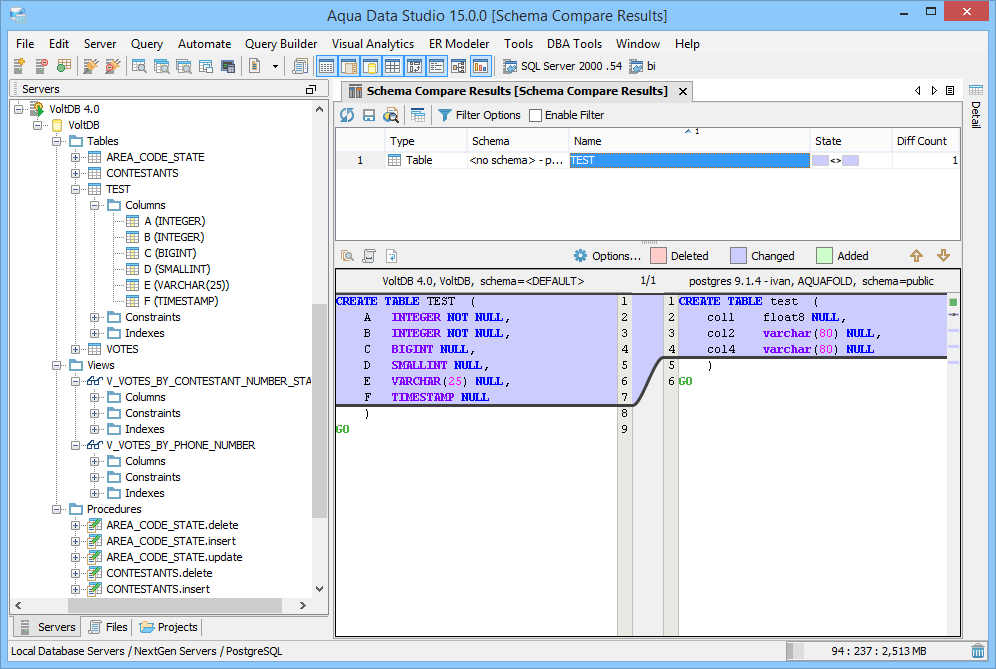 Aqua Data Studio 15.0.0 [Schema Compare Results]
File Edit Server Query Automate Query Builder Visual Analytics ER Modeler Tools DBA Tools Window Help
SQL Server 2000 .54 bi
Servers
VoltDB 4.0
VoltDB
Tables
AREA_CODE_STATE
CONTESTANTS
TEST
Columns
A (INTEGER)
B (INTEGER)
C (BIGINT)
D (SMALLINT)
E (VARCHAR(25))
F (TIMESTAMP)
Constraints
Indexes
VOTES
Views
V_VOTES_BY_CONTESTANT_NUMBER_STA
Columns
Constraints
Indexes
V_VOTES_BY_PHONE_NUMBER
Columns
Constraints
Indexes
Procedures
AREA_CODE_STATE.delete
AREA_CODE_STATE.insert
AREA_CODE_STATE.update
CONTESTANTS.delete
CONTESTANTS.insert
Servers Files Projects
Schema Compare Results [Schema Compare Results]
Detail
Filter Options Enable Filter
Type Schema Name 1 State Diff Count
1 Table <no schema> - p... TEST <> 1
Options... Deleted Changed Added
VoltDB 4.0, VoltDB, schema=<DEFAULT> 1/1 postgres 9.1.4 - ivan, AQUAFOLD, schema=public
CREATE TABLE TEST ( 1
A INTEGER NOT NULL, 2
B INTEGER NOT NULL, 3
C BIGINT NULL, 4
D SMALLINT NULL, 5
E VARCHAR(25) NULL, 6
F TIMESTAMP NULL 7
) 8
GO 9
1 CREATE TABLE test (
2 col1 float8 NULL,
3 col2 varchar(80) NULL,
4 col4 varchar(80) NULL
5 )
6 GO
Local Database Servers / NextGen Servers / PostgreSQL 94 : 237 : 2,513 MB